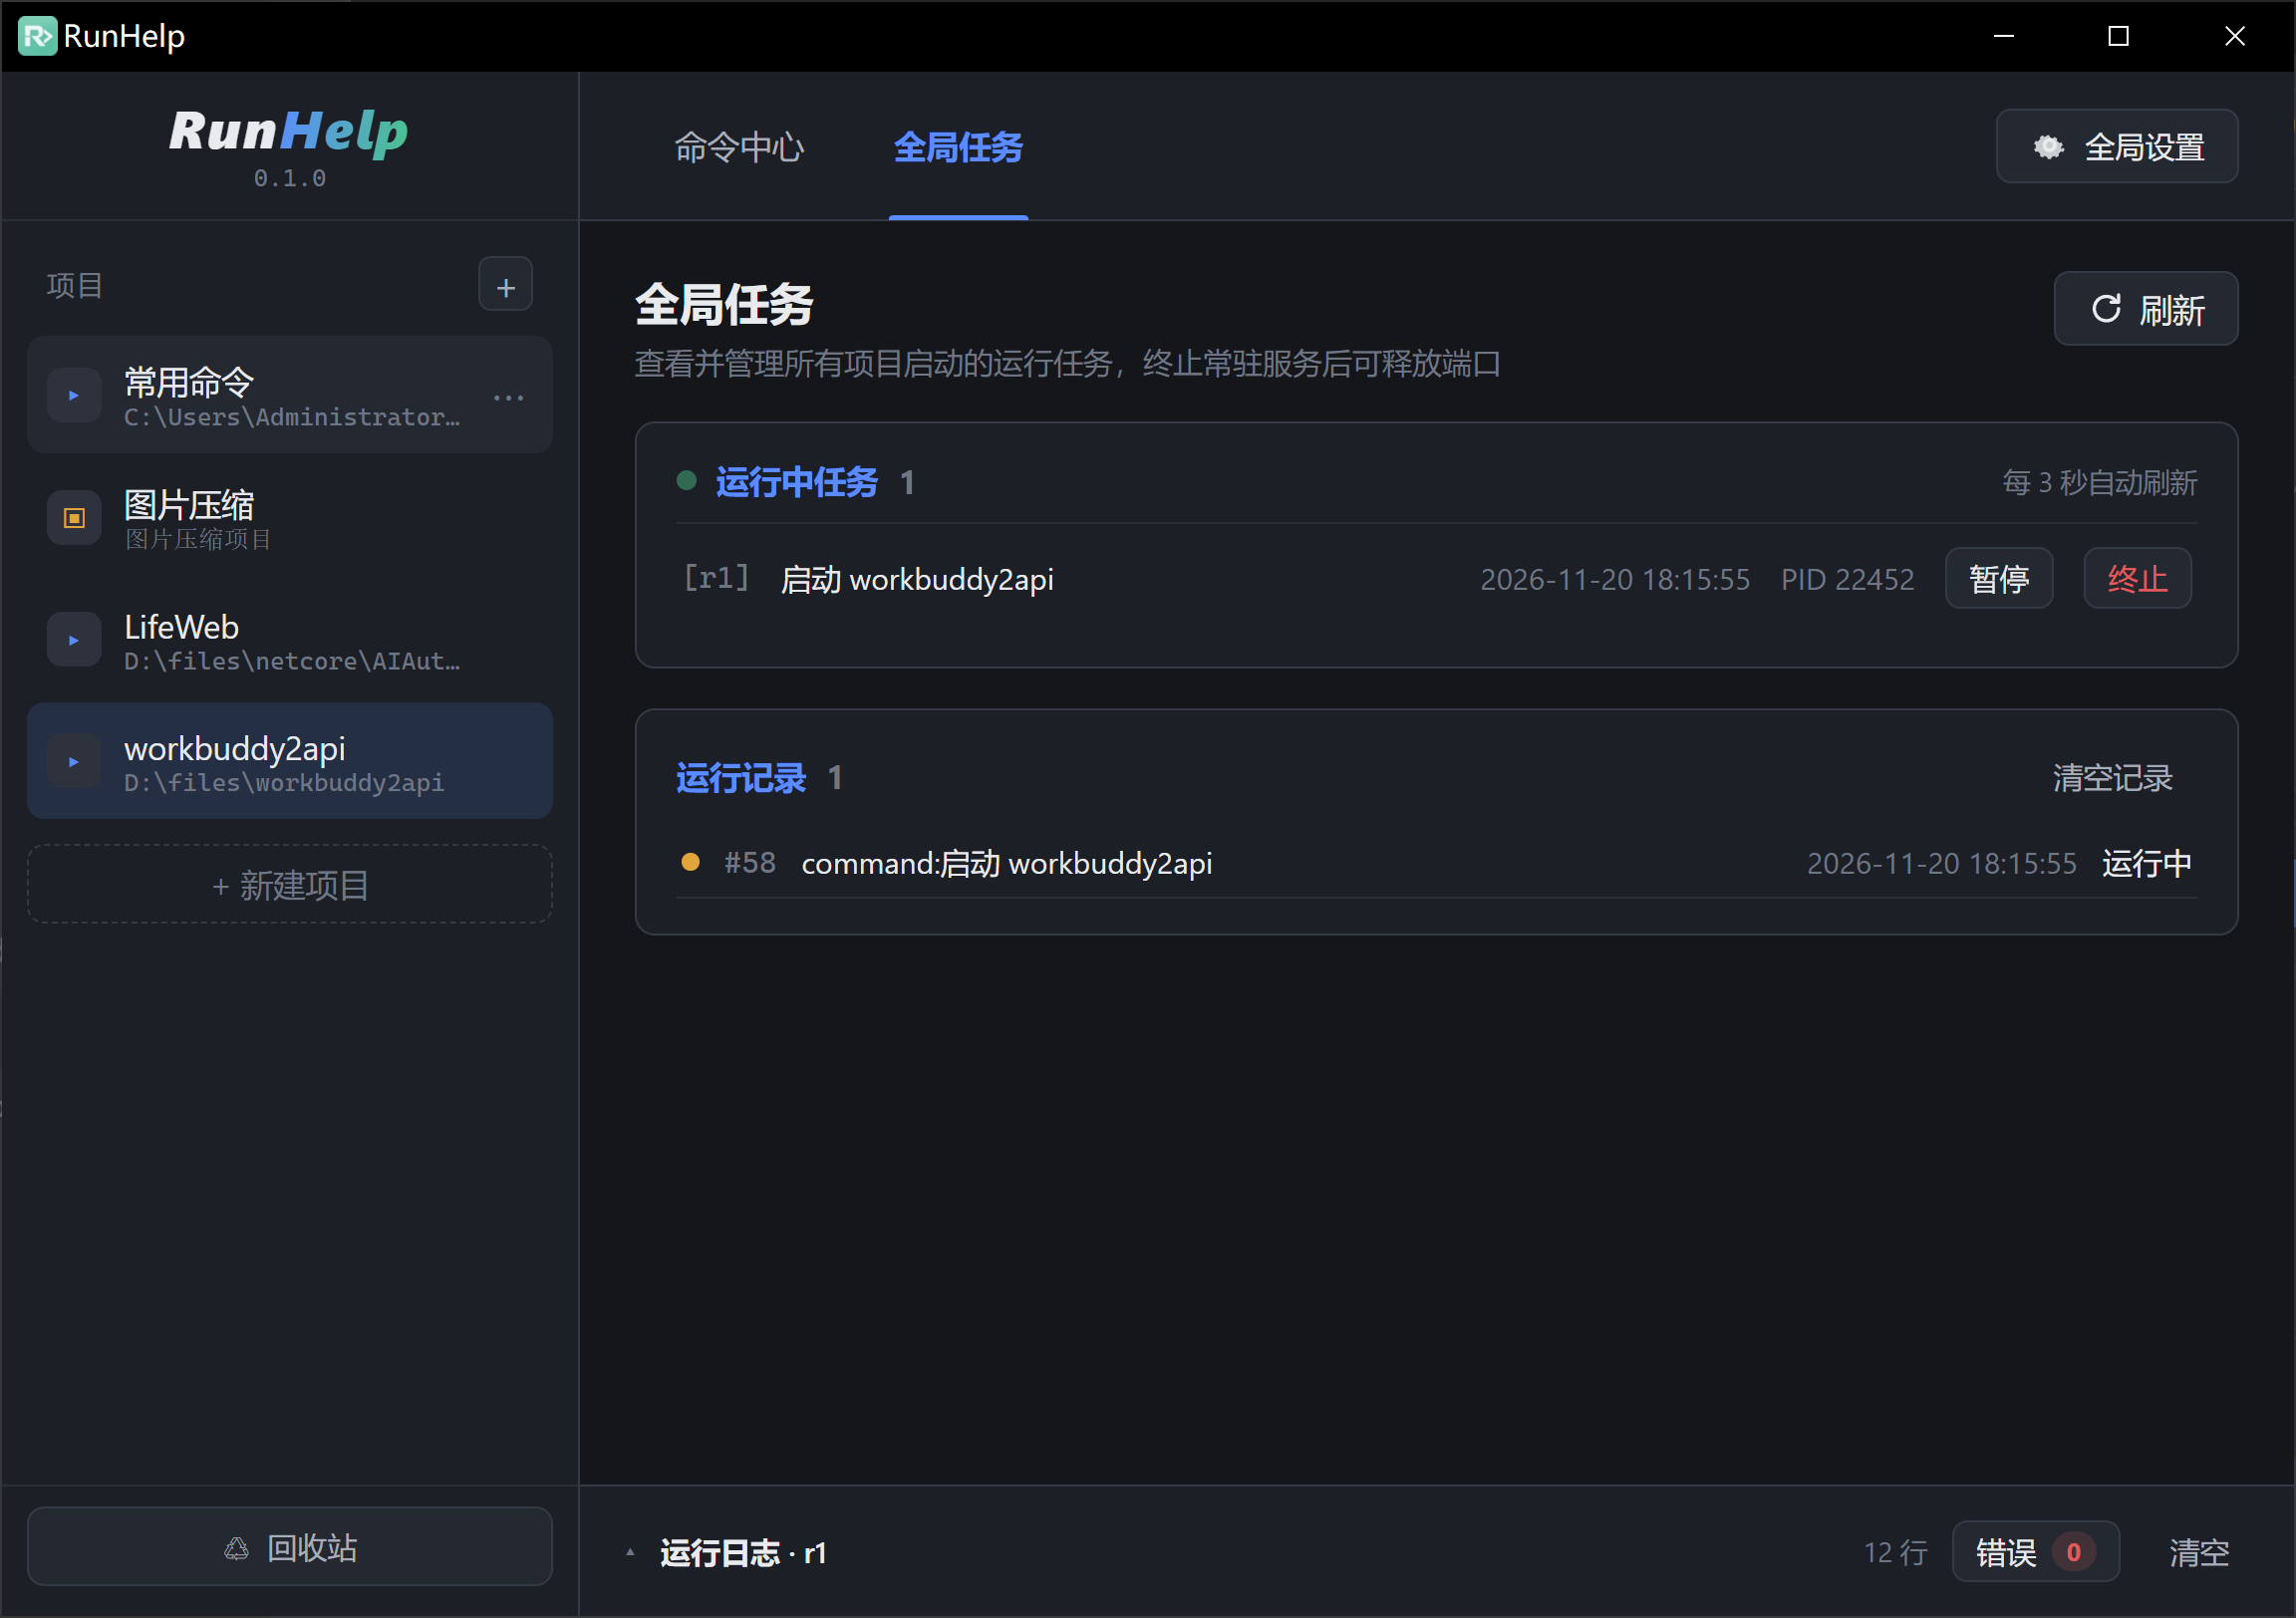 RunHelp
RunHelp
0.1.0
命令中心
全局任务
全局设置
项目
+
常用命令
C:\Users\Administrator…
...
图片压缩
图片压缩项目
LifeWeb
D:\files\netcore\AIAut…
workbuddy2api
D:\files\workbuddy2api
+ 新建项目
回收站
全局任务
刷新
查看并管理所有项目启动的运行任务，终止常驻服务后可释放端口
运行中任务 1
每 3 秒自动刷新
[r1] 启动 workbuddy2api 2026-11-20 18:15:55 PID 22452 暂停 终止
运行记录 1
清空记录
#58 command:启动 workbuddy2api 2026-11-20 18:15:55 运行中
运行日志 · r1
12 行 错误 0 清空